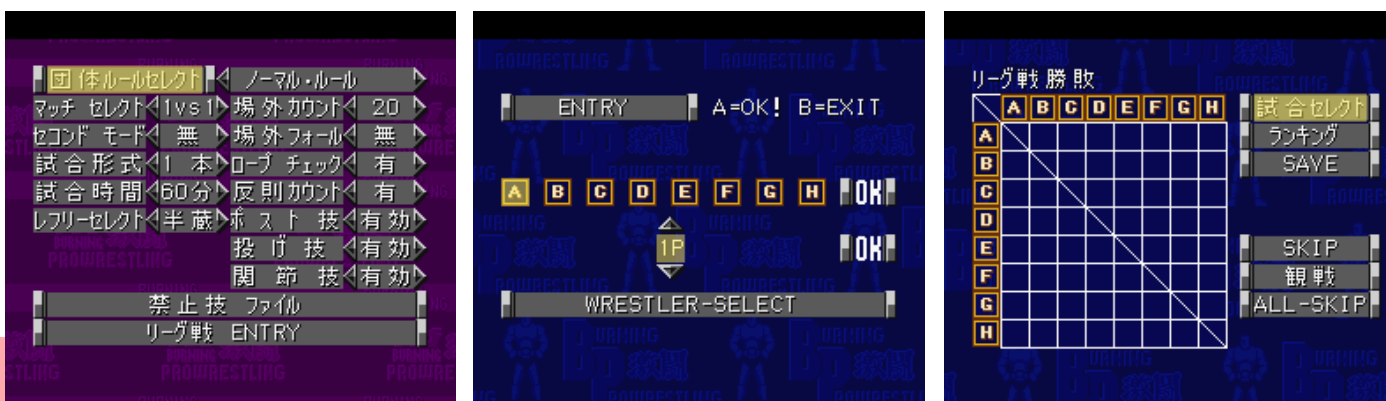 団体ルールセレクト ノーマル・ルール
マッチ セレクト 1vs1 場外カウント 20
セコンド モード 無 場外フォール 無
試合形式 1 本 ロープ チェック 有
試合時間 60分 反則カウント 有
レフリーセレクト 半蔵 ポスト 技 有効
投げ 技 有効
関 節 技 有効
禁止技 ファイル
リーグ戦 ENTRY
ENTRY A=OK! B=EXIT
A B C D E F G H OK
1P OK
WRESTLER-SELECT
リーグ戦 勝 敗
A B C D E F G H
A
B
C
D
E
F
G
H
試合セレクト
ランキング
SAVE
SKIP
観 戦
ALL-SKIP